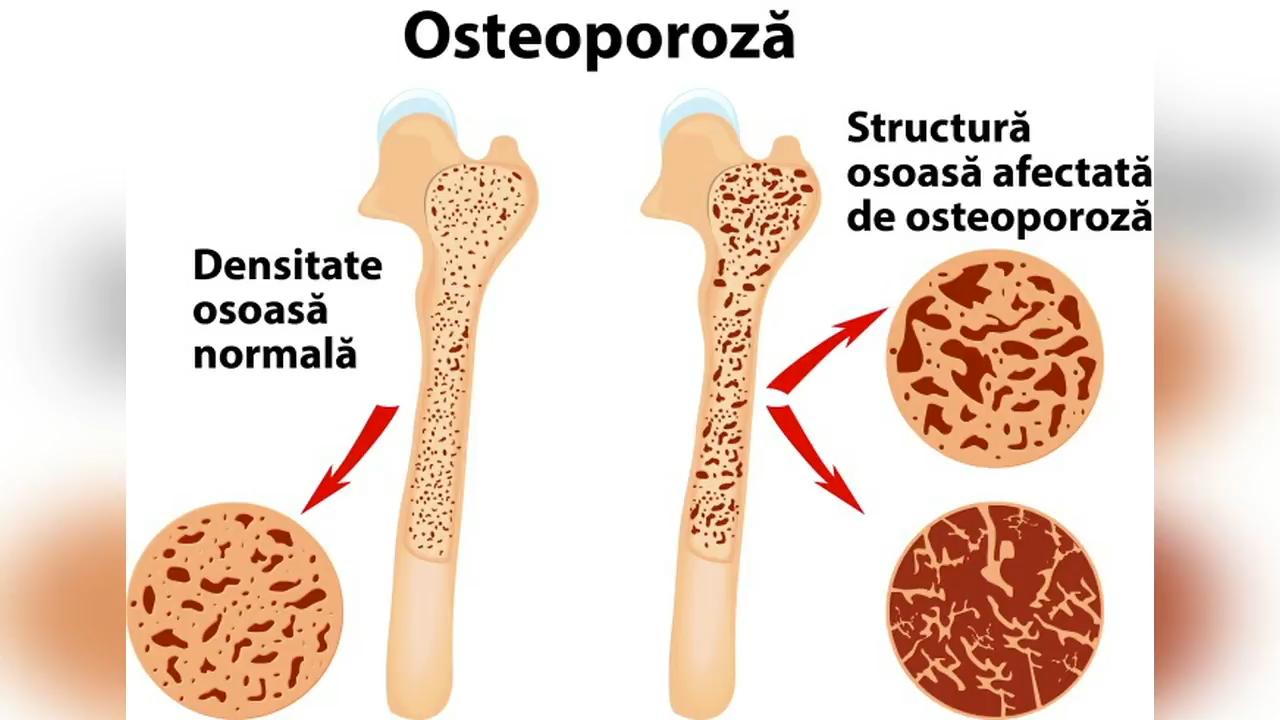 Osteoporoză
Structură
osoasă afectată
de osteoporoză
Densitate
osoasă
normală